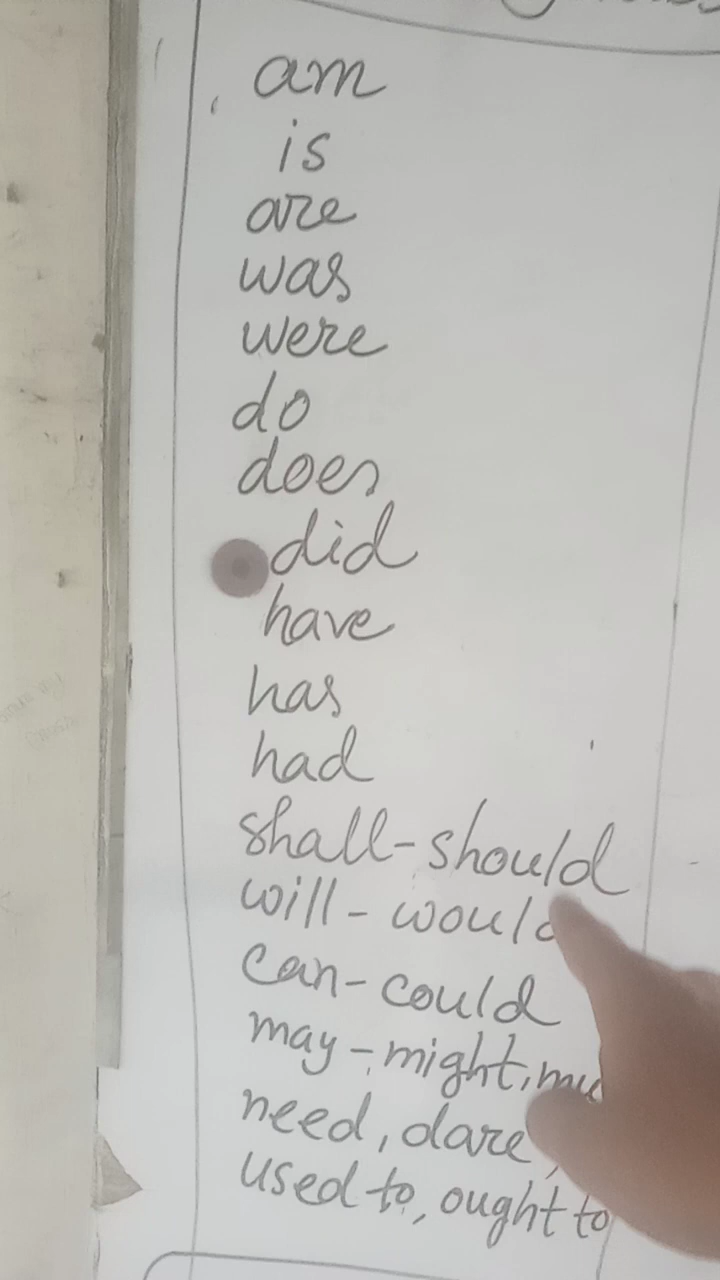 am
is
are
was
were
do
does
did
have
has
had
shall-should
will-would
can-could
may-might,
need, dare,
used to, ought to